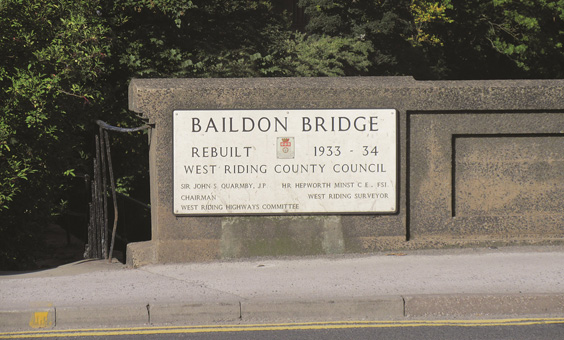 BAILDON BRIDGE
REBUILT 1933 - 34
WEST RIDING COUNTY COUNCIL
SIR JOHN S. QUARMBY, J.P. HR HEPWORTH MINST C.E., FSI
CHAIRMAN WEST RIDING SURVEYOR
WEST RIDING HIGHWAYS COMMITTEE